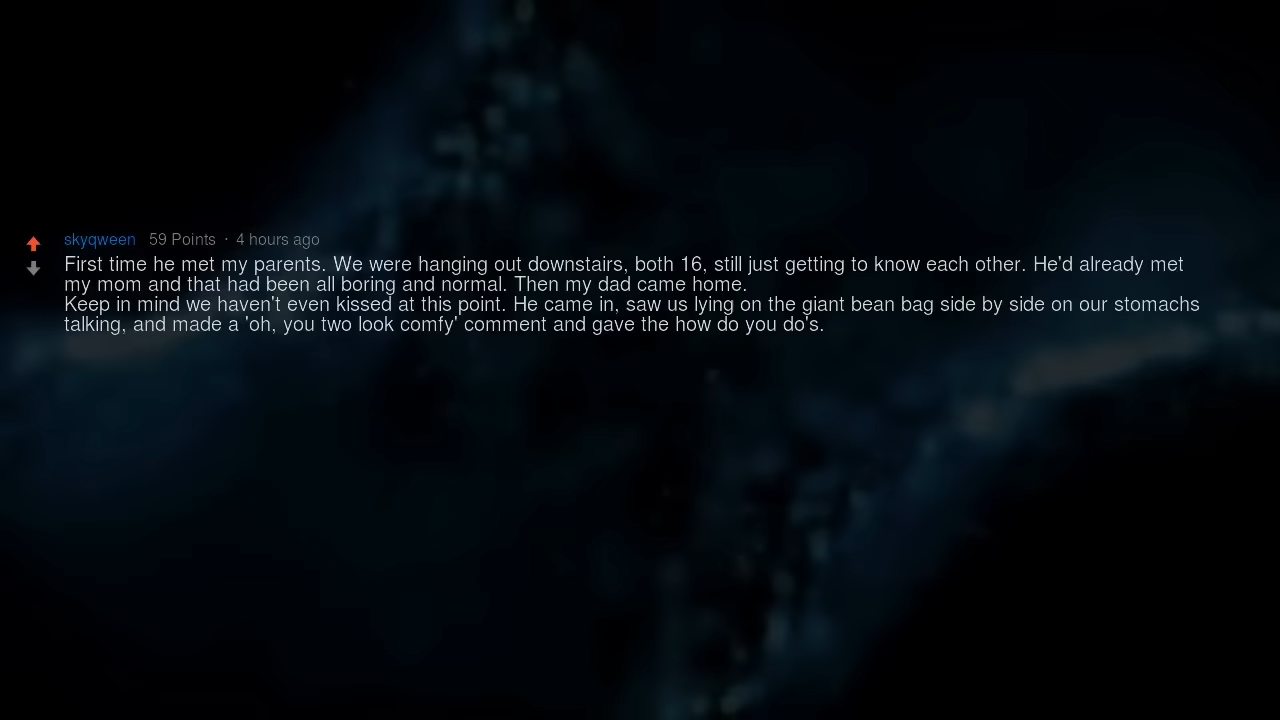 skyqween 59 Points · 4 hours ago
First time he met my parents. We were hanging out downstairs, both 16, still just getting to know each other. He'd already met
my mom and that had been all boring and normal. Then my dad came home.
Keep in mind we haven't even kissed at this point. He came in, saw us lying on the giant bean bag side by side on our stomachs
talking, and made a 'oh, you two look comfy' comment and gave the how do you do's.